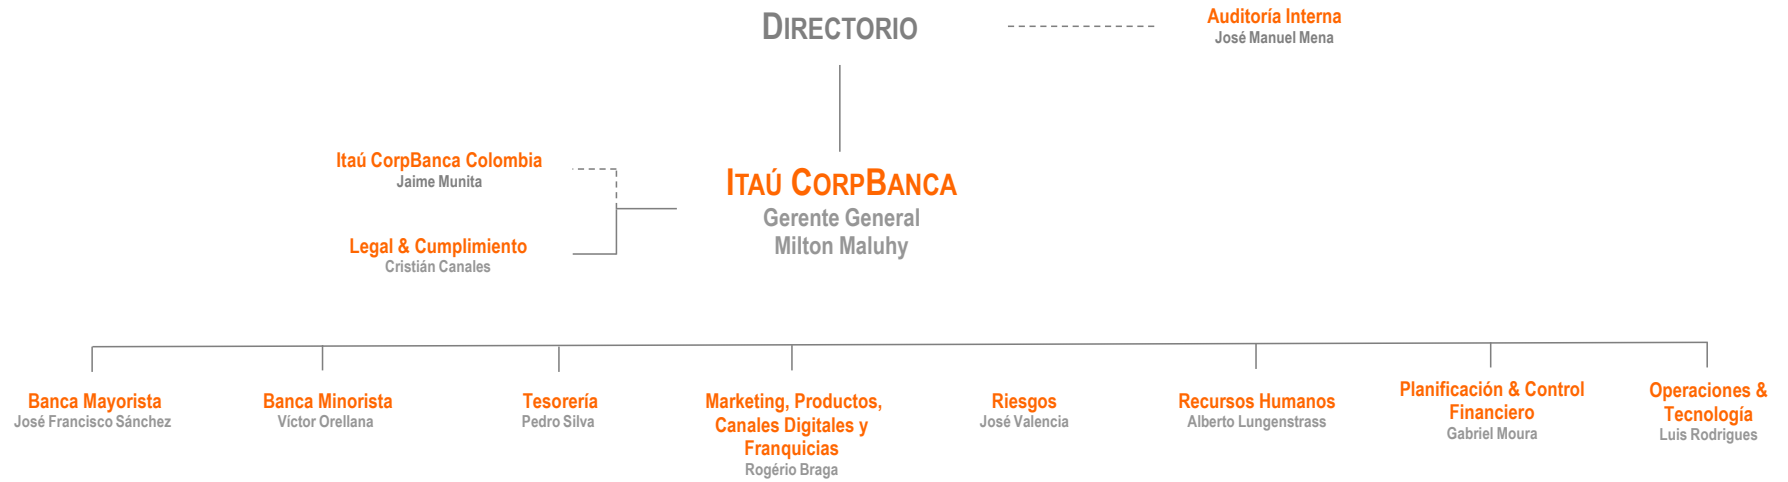 DIRECTORIO
Auditoría Interna
José Manuel Mena
Itaú CorpBanca Colombia
Jaime Munita
ITAÚ CORPBANCA
Gerente General
Milton Maluhy
Legal & Cumplimiento
Cristián Canales
Banca Mayorista
José Francisco Sánchez
Banca Minorista
Víctor Orellana
Tesorería
Pedro Silva
Marketing, Productos,
Canales Digitales y
Franquicias
Rogério Braga
Riesgos
José Valencia
Recursos Humanos
Alberto Lungenstrass
Planificación & Control
Financiero
Gabriel Moura
Operaciones &
Tecnología
Luis Rodrigues